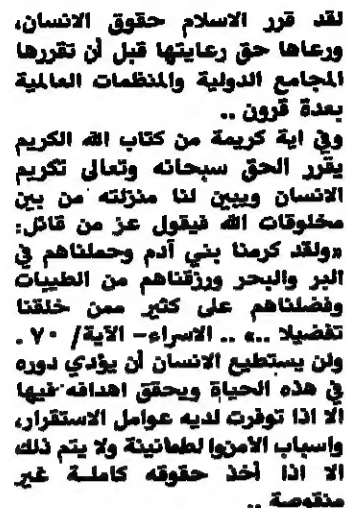 لقد قرر الاسلام حقوق الانسان،
ورعاها حق رعايتها قبل أن تقررها
المجامع الدولية والمنظمات العالمية
بعدة قرون ..
وفي اية كريمة من كتاب الله الكريم
يقرر الحق سبحانه وتعالى تكريم
الانسان ويبين لنا منزلته من بين
مخلوقات الله فيقول عز من قائل:
«ولقد كرمنا بني آدم وحملناهم في
البر والبحر ورزقناهم من الطيبات
وفضلناهم على كثير ممن خلقنا
تفضيلا ..» .. الاسراء- الآية/ ٧٠ .
ولن يستطيع الانسان أن يؤدي دوره
في هذه الحياة ويحقق اهدافه فيها
الا اذا توفرت لديه عوامل الاستقرار،
واسباب الأمن والطمانينة ولا يتم ذلك
الا اذا أخذ حقوقه كاملة غير
منقوصة ..